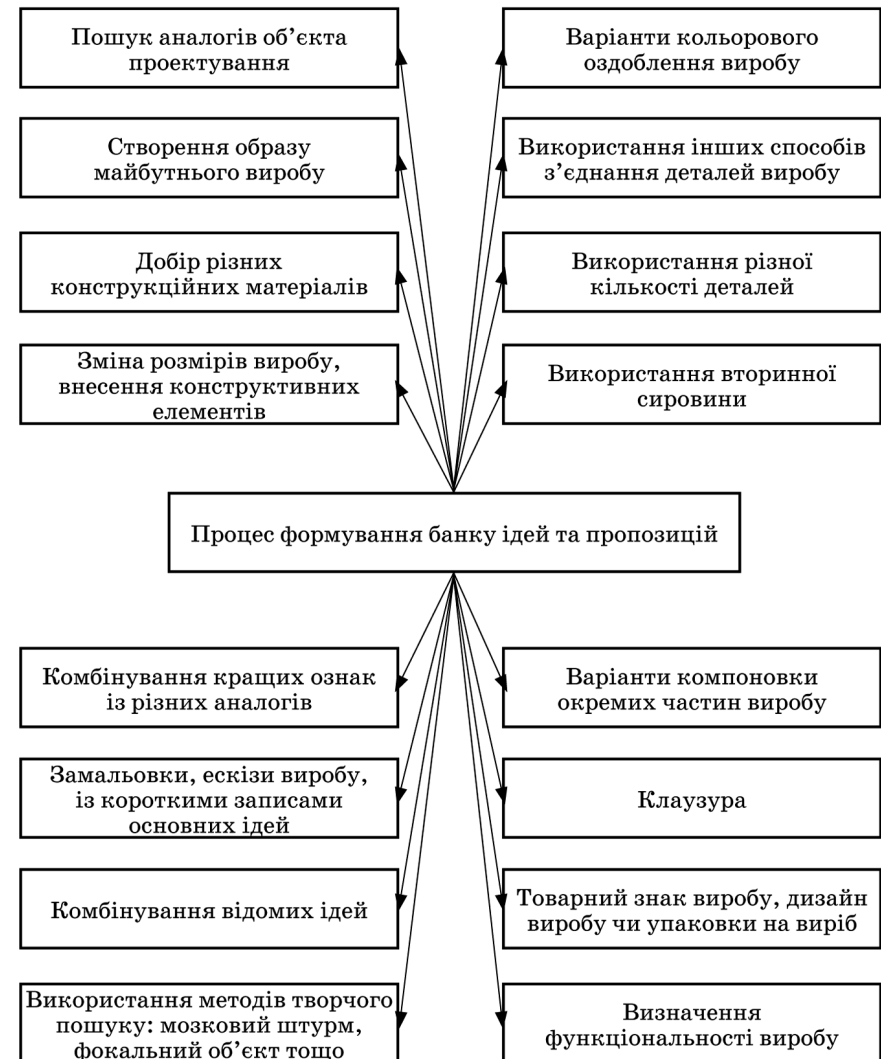 Пошук аналогів об’єкта
проектування
Варіанти кольорового
оздоблення виробу
Створення образу
майбутнього виробу
Використання інших способів
з’єднання деталей виробу
Добір різних
конструкційних матеріалів
Використання різної
кількості деталей
Зміна розмірів виробу,
внесення конструктивних
елементів
Використання вторинної
сировини
Процес формування банку ідей та пропозицій
Комбінування кращих ознак
із різних аналогів
Варіанти компоновки
окремих частин виробу
Замальовки, ескізи виробу,
із короткими записами
основних ідей
Клаузура
Комбінування відомих ідей
Товарний знак виробу, дизайн
виробу чи упаковки на виріб
Використання методів творчого
пошуку: мозковий штурм,
фокальний об’єкт тощо
Визначення
функціональності виробу